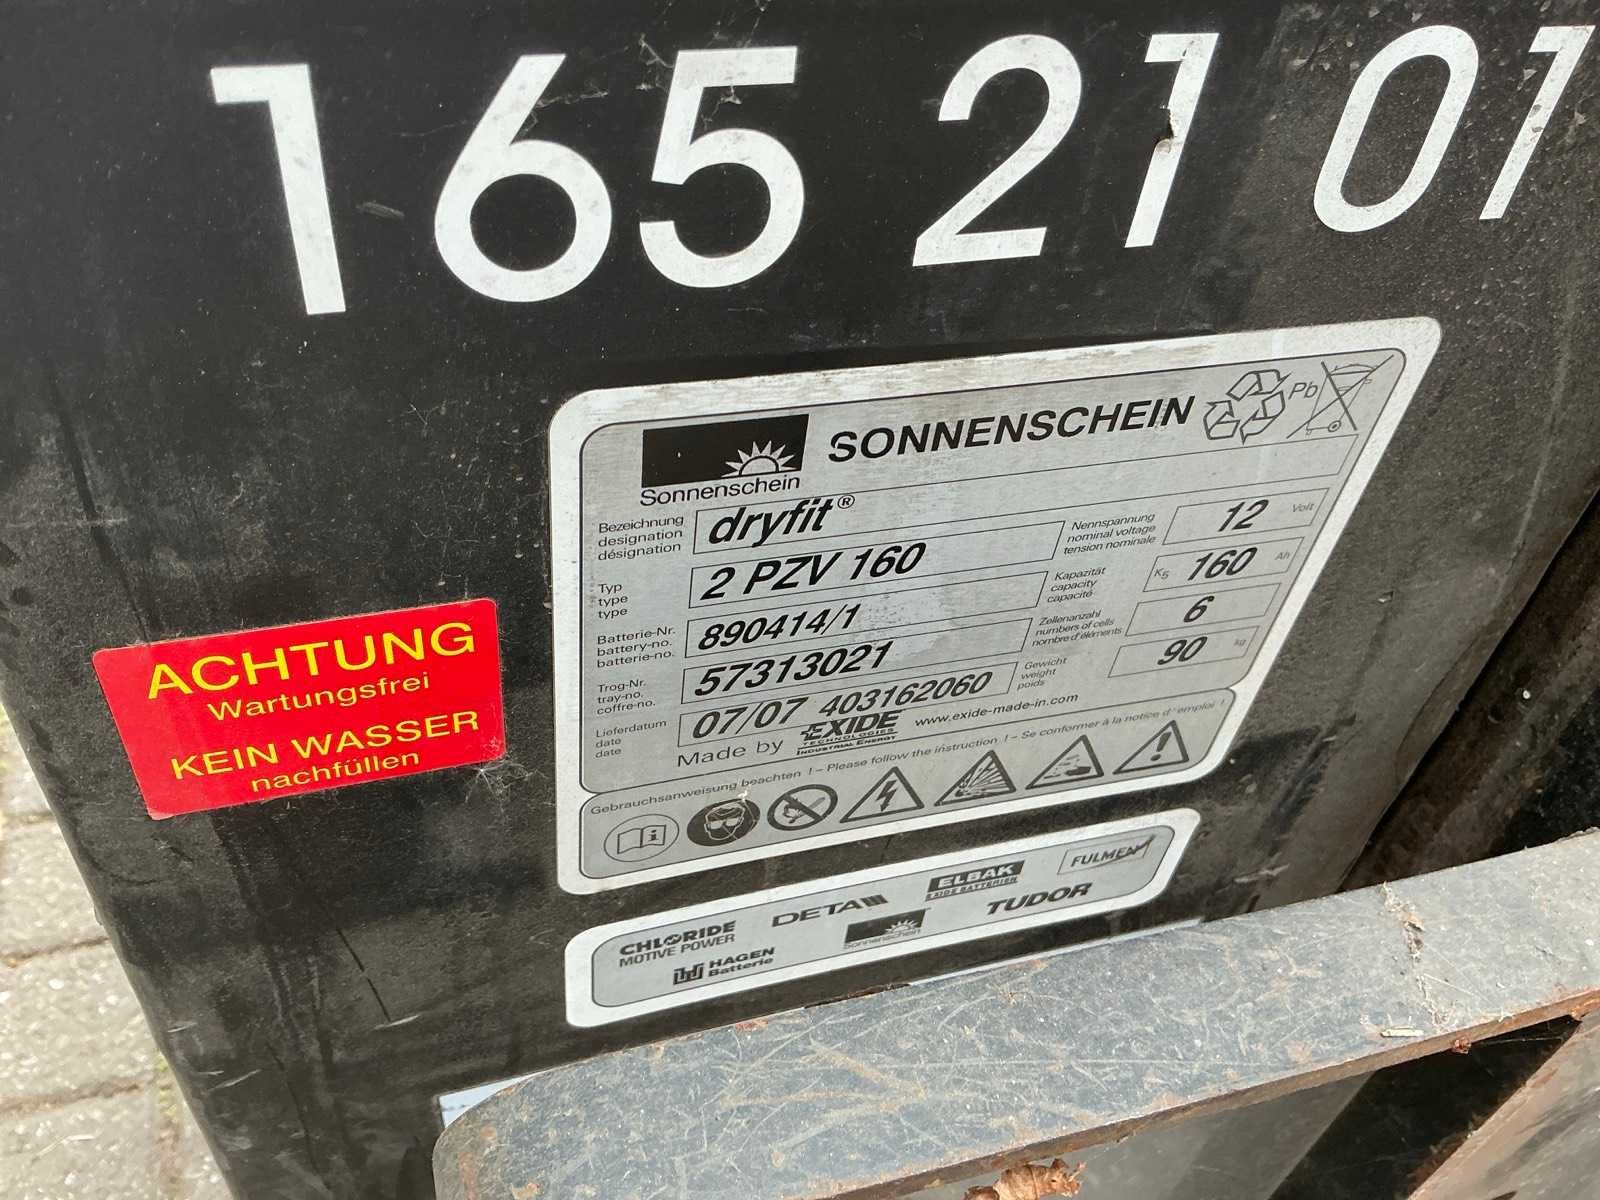 165 21 01
Sonnenschein
SONNENSCHEIN
Pb
Bezeichnung
designation
désignation
dryfit®
Typ
type
type
2 PZV 160
Nennspannung
nominal voltage
tension nominale
12 Volt
Batterie-Nr.
battery-no.
batterie-no.
890414/1
Kapazität
capacity
capacité
K5 160 Ah
Trog-Nr.
tray-no.
coffre-no.
57313021
Zellenanzahl
numbers of cells
nombre d'éléments
6
Lieferdatum
date
date
07/07 403162060
Gewicht
weight
poids
90 kg
Made by EXIDE
TECHNOLOGIES
INDUSTRIAL ENERGY
www.exide-made-in.com
Gebrauchsanweisung beachten ! – Please follow the instruction ! – Se conformer à la notice d'emploi !
ACHTUNG
Wartungsfrei
KEIN WASSER
nachfüllen
CHLORIDE
MOTIVE POWER
DETA
ELBAK
EXIDE BATTERIEN
FULMEN
HAGEN
Batterie
Sonnenschein
TUDOR